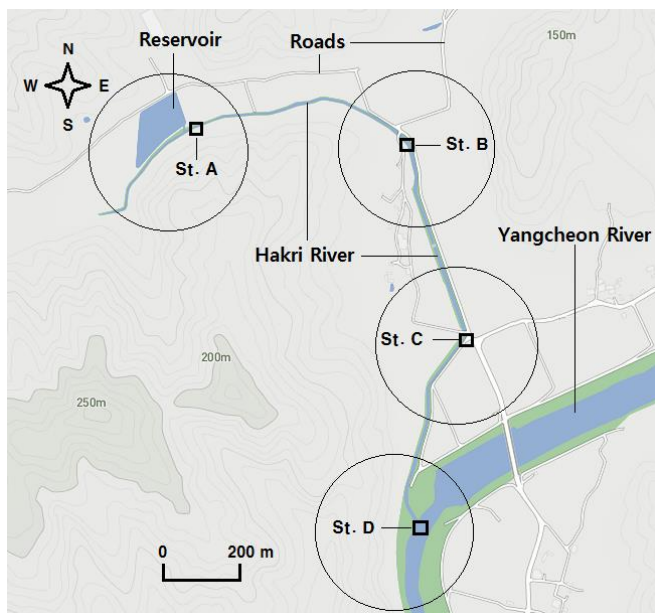 Reservoir
Roads
150m
N
W
E
S
St. A
St. B
Hakri River
Yangcheon River
St. C
200m
250m
St. D
0
200 m